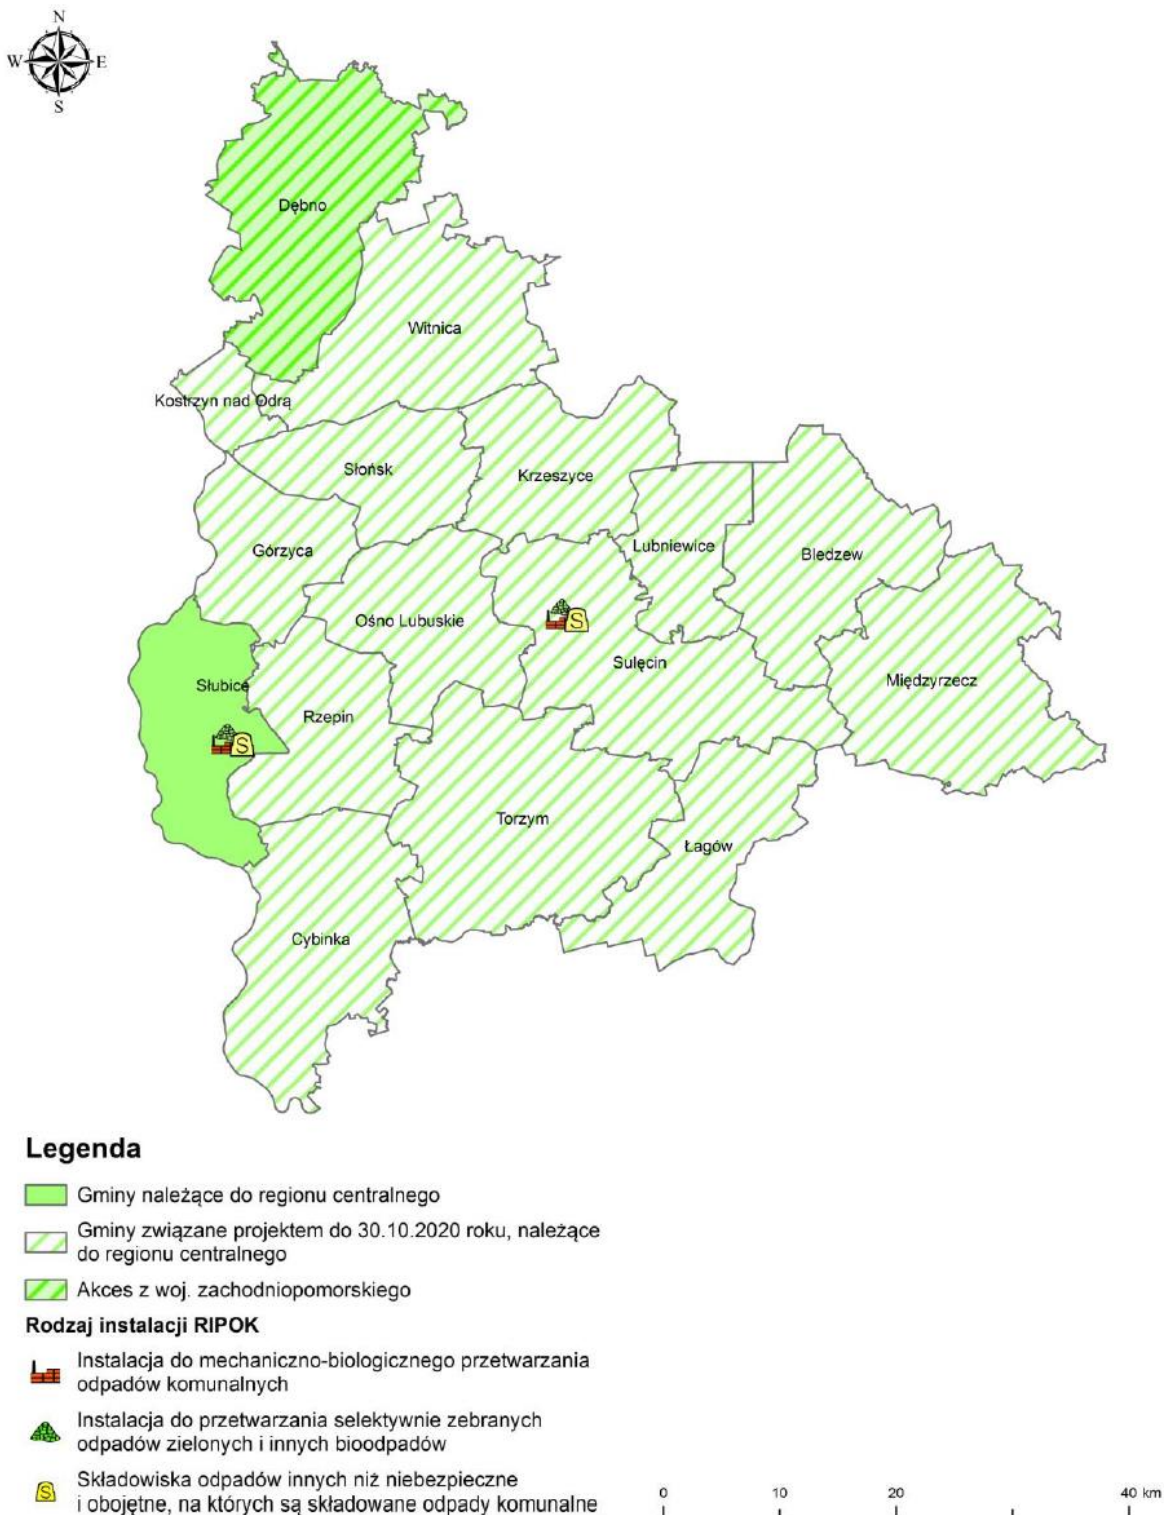 N
W E
S
Dębno
Witnica
Kostrzyn nad Odrą
Słońsk
Krzeszyce
Górzyca
Lubniewice
Bledzew
Ośno Lubuskie
S
Sulęcin
Słubice
Międzyrzecz
Rzepin
S
Torzym
Łagów
Cybinka
Legenda
Gminy należące do regionu centralnego
Gminy związane projektem do 30.10.2020 roku, należące
do regionu centralnego
Akces z woj. zachodniopomorskiego
Rodzaj instalacji RIPOK
Instalacja do mechaniczno-biologicznego przetwarzania
odpadów komunalnych
Instalacja do przetwarzania selektywnie zebranych
odpadów zielonych i innych bioodpadów
Składowiska odpadów innych niż niebezpieczne
S i obojętne, na których są składowane odpady komunalne
0 10 20 40 km